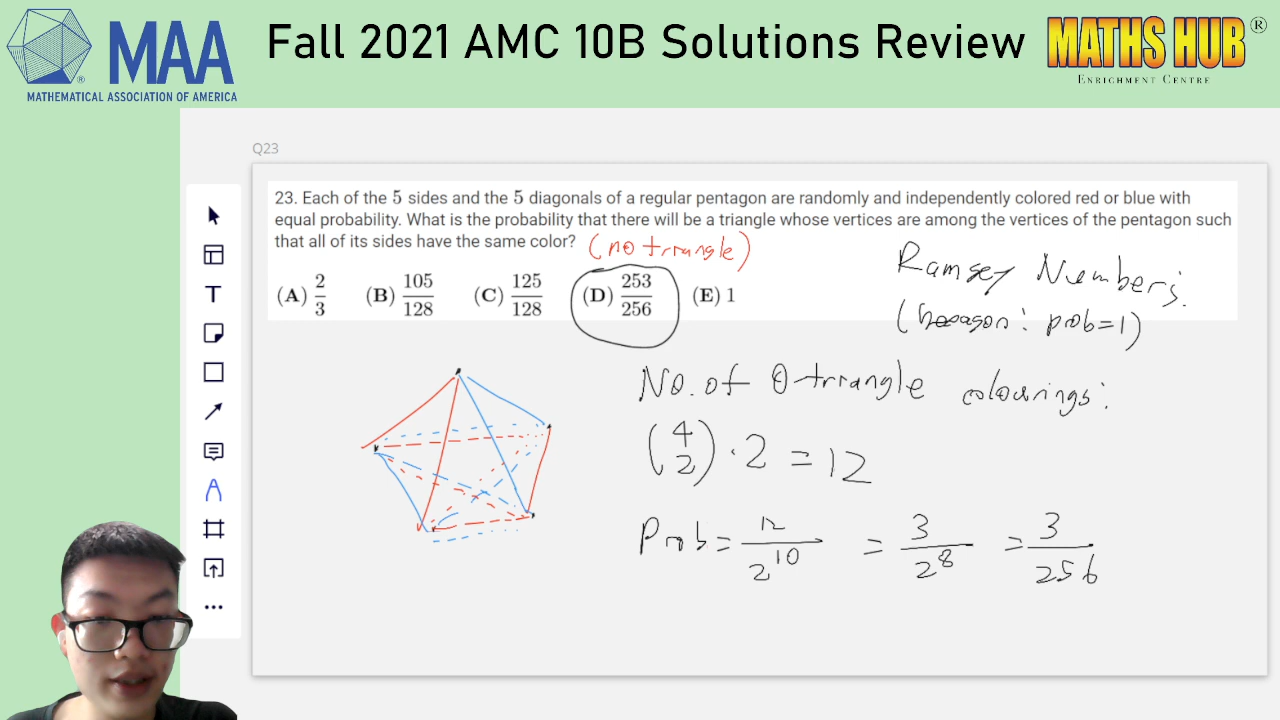 MAA
MATHEMATICAL ASSOCIATION OF AMERICA
Fall 2021 AMC 10B Solutions Review
MATHS HUB®
ENRICHMENT CENTRE
Q23
23. Each of the 5 sides and the 5 diagonals of a regular pentagon are randomly and independently colored red or blue with
equal probability. What is the probability that there will be a triangle whose vertices are among the vertices of the pentagon such
that all of its sides have the same color? (no triangle)
(A) 2/3 (B) 105/128 (C) 125/128 (D) 253/256 (E) 1
Ramsey Numbers.
(hexagon: prob=1)
No. of 0-triangle colourings:
(4 2) · 2 = 12
Prob = 12/2^10 = 3/2^8 = 3/256
T